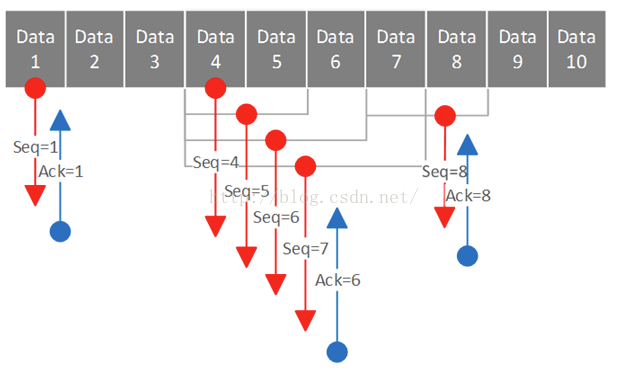 Data 1
Data 2
Data 3
Data 4
Data 5
Data 6
Data 7
Data 8
Data 9
Data 10
Seq=1
Ack=1
Seq=4
Seq=5
Seq=6
Seq=7
Ack=6
Seq=8
Ack=8
http://blog.csdn.net/